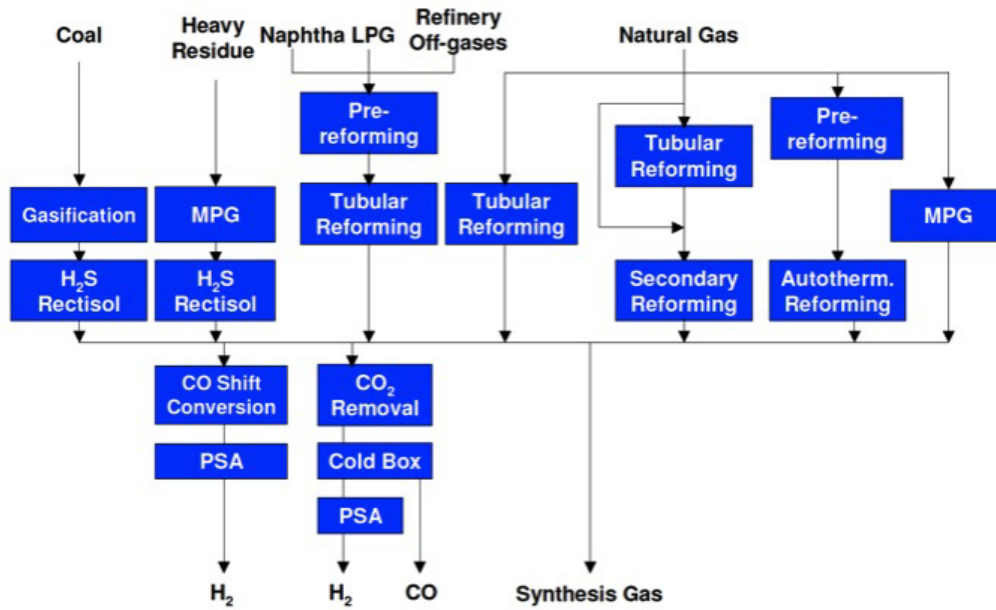 Coal
Heavy
Residue
Naphtha LPG
Refinery
Off-gases
Natural Gas
Pre-
reforming
Tubular
Reforming
Pre-
reforming
Gasification
MPG
Tubular
Reforming
Tubular
Reforming
MPG
H₂S
Rectisol
H₂S
Rectisol
Secondary
Reforming
Autotherm.
Reforming
CO Shift
Conversion
CO₂
Removal
PSA
Cold Box
PSA
H₂
H₂
CO
Synthesis Gas